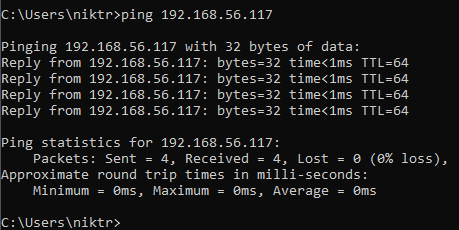 C:\Users\niktr>ping 192.168.56.117
Pinging 192.168.56.117 with 32 bytes of data:
Reply from 192.168.56.117: bytes=32 time<1ms TTL=64
Reply from 192.168.56.117: bytes=32 time<1ms TTL=64
Reply from 192.168.56.117: bytes=32 time<1ms TTL=64
Reply from 192.168.56.117: bytes=32 time<1ms TTL=64
Ping statistics for 192.168.56.117:
    Packets: Sent = 4, Received = 4, Lost = 0 (0% loss),
Approximate round trip times in milli-seconds:
    Minimum = 0ms, Maximum = 0ms, Average = 0ms
C:\Users\niktr>